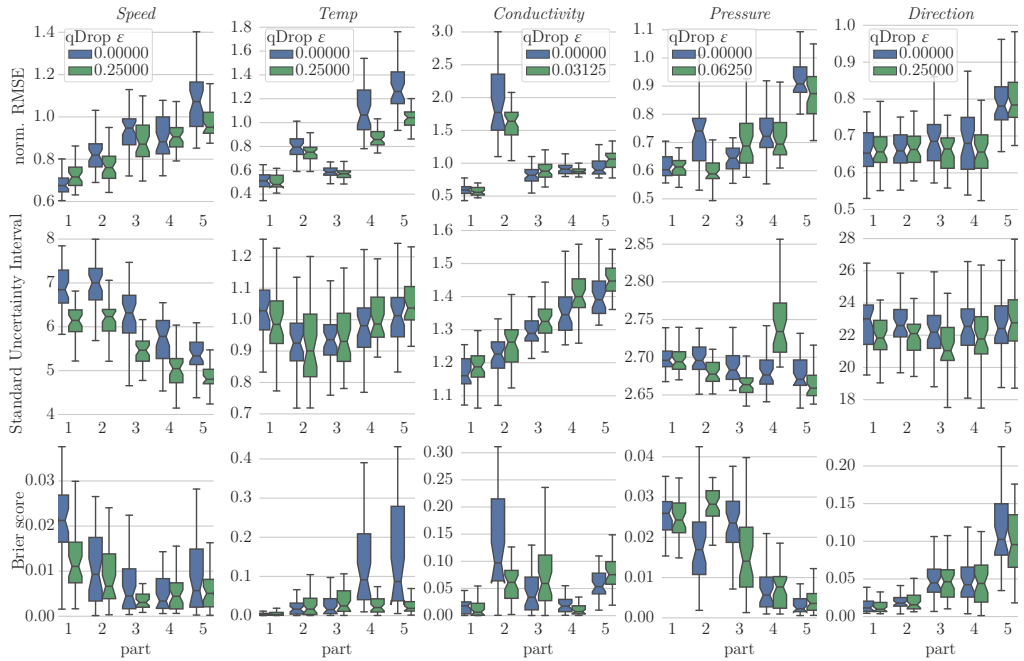 Speed Temp Conductivity Pressure Direction
norm. RMSE
1.4 1.2 1.0 0.8 0.6
qDrop ε
0.00000
0.25000
1 2 3 4 5
1.8 1.6 1.4 1.2 1.0 0.8 0.6 0.4
qDrop ε
0.00000
0.25000
1 2 3 4 5
3.0 2.5 2.0 1.5 1.0 0.5
qDrop ε
0.00000
0.03125
1 2 3 4 5
1.1 1.0 0.9 0.8 0.7 0.6 0.5
qDrop ε
0.00000
0.06250
1 2 3 4 5
1.0 0.9 0.8 0.7 0.6 0.5
qDrop ε
0.00000
0.25000
1 2 3 4 5
Standard Uncertainty Interval
8 7 6 5 4
1 2 3 4 5
1.2 1.1 1.0 0.9 0.8 0.7
1 2 3 4 5
1.6 1.5 1.4 1.3 1.2 1.1
1 2 3 4 5
2.85 2.80 2.75 2.70 2.65
1 2 3 4 5
28 26 24 22 20 18
1 2 3 4 5
Brier score
0.03 0.02 0.01 0.00
1 2 3 4 5
part
0.4 0.3 0.2 0.1 0.0
1 2 3 4 5
part
0.30 0.25 0.20 0.15 0.10 0.05 0.00
1 2 3 4 5
part
0.04 0.03 0.02 0.01 0.00
1 2 3 4 5
part
0.20 0.15 0.10 0.05 0.00
1 2 3 4 5
part